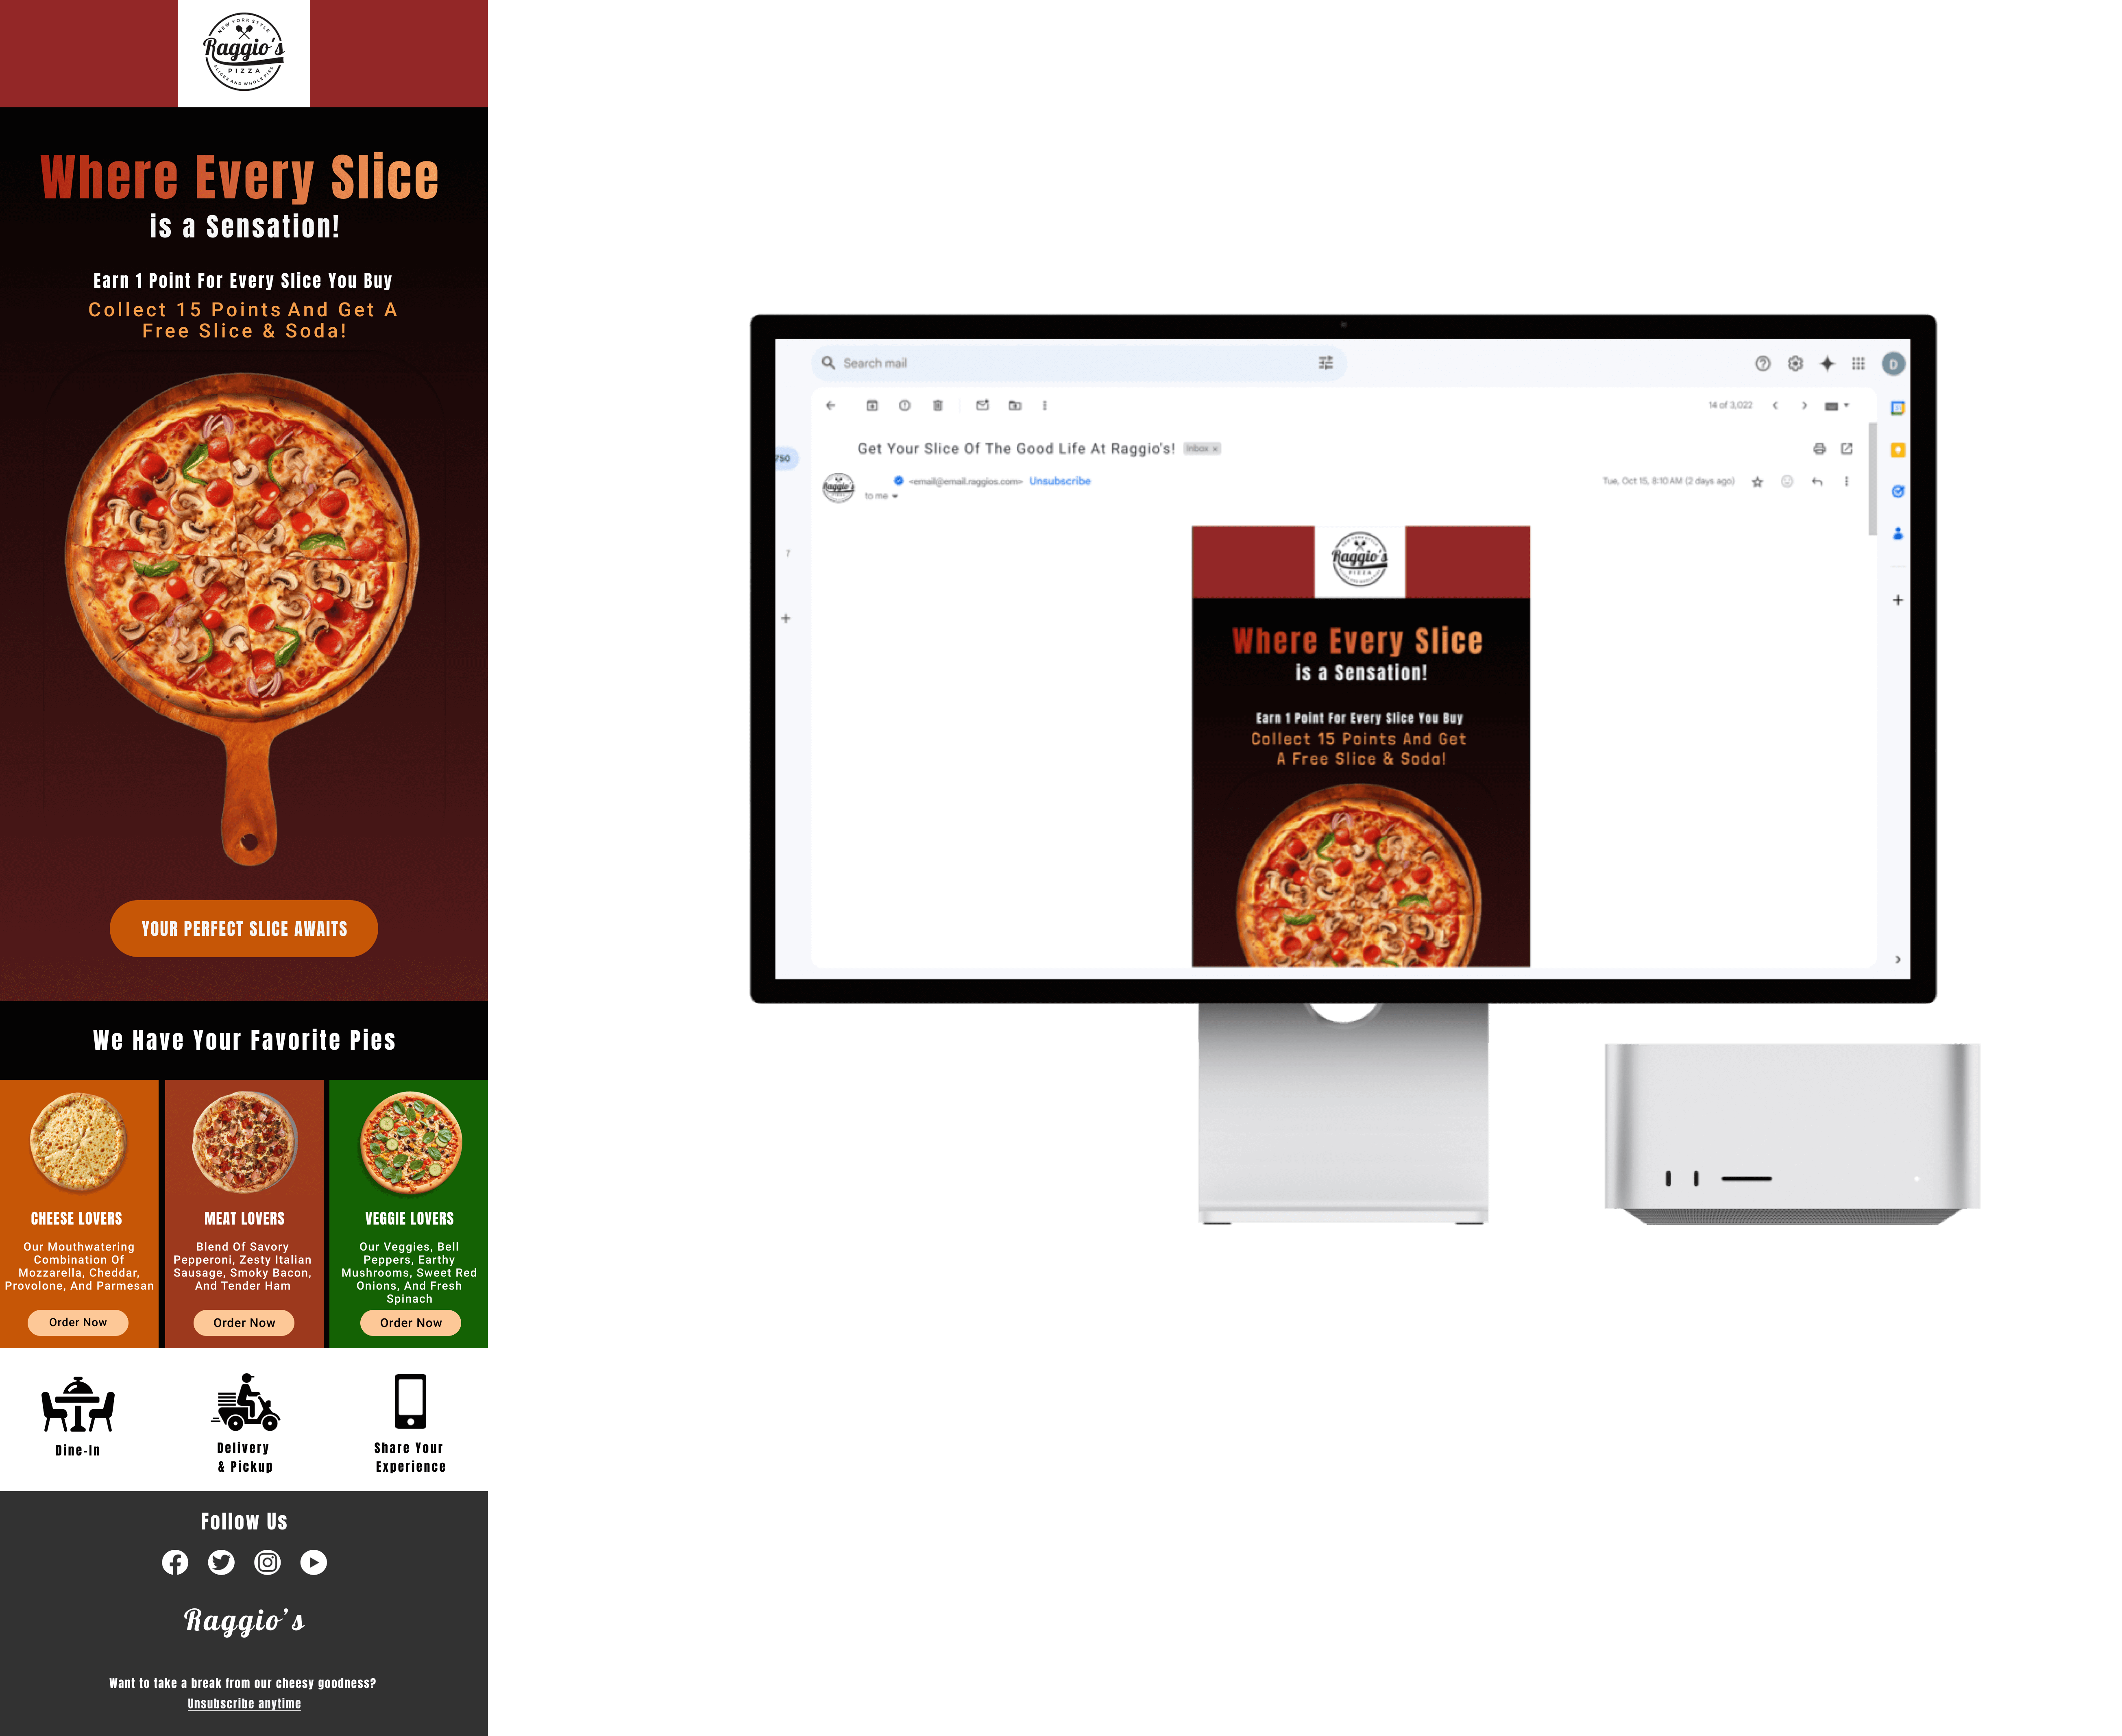 NEW YORK STYLE
Raggio's
PIZZA
SLICES AND WHOLE PIES
Where Every Slice
is a Sensation!
Earn 1 Point For Every Slice You Buy
Collect 15 Points And Get A
Free Slice & Soda!
YOUR PERFECT SLICE AWAITS
We Have Your Favorite Pies
CHEESE LOVERS
Our Mouthwatering
Combination Of
Mozzarella, Cheddar,
Provolone, And Parmesan
Order Now
MEAT LOVERS
Blend Of Savory
Pepperoni, Zesty Italian
Sausage, Smoky Bacon,
And Tender Ham
Order Now
VEGGIE LOVERS
Our Veggies, Bell
Peppers, Earthy
Mushrooms, Sweet Red
Onions, And Fresh
Spinach
Order Now
Dine-In
Delivery
& Pickup
Share Your
Experience
Follow Us
Raggio's
Want to take a break from our cheesy goodness?
Unsubscribe anytime
Search mail
D
14 of 3,022
Get Your Slice Of The Good Life At Raggio's! Inbox x
750
Raggio's
<email@email.raggios.com> Unsubscribe
to me
Tue, Oct 15, 8:10 AM (2 days ago)
7
Raggio's
PIZZA
Where Every Slice
is a Sensation!
Earn 1 Point For Every Slice You Buy
Collect 15 Points And Get
A Free Slice & Soda!